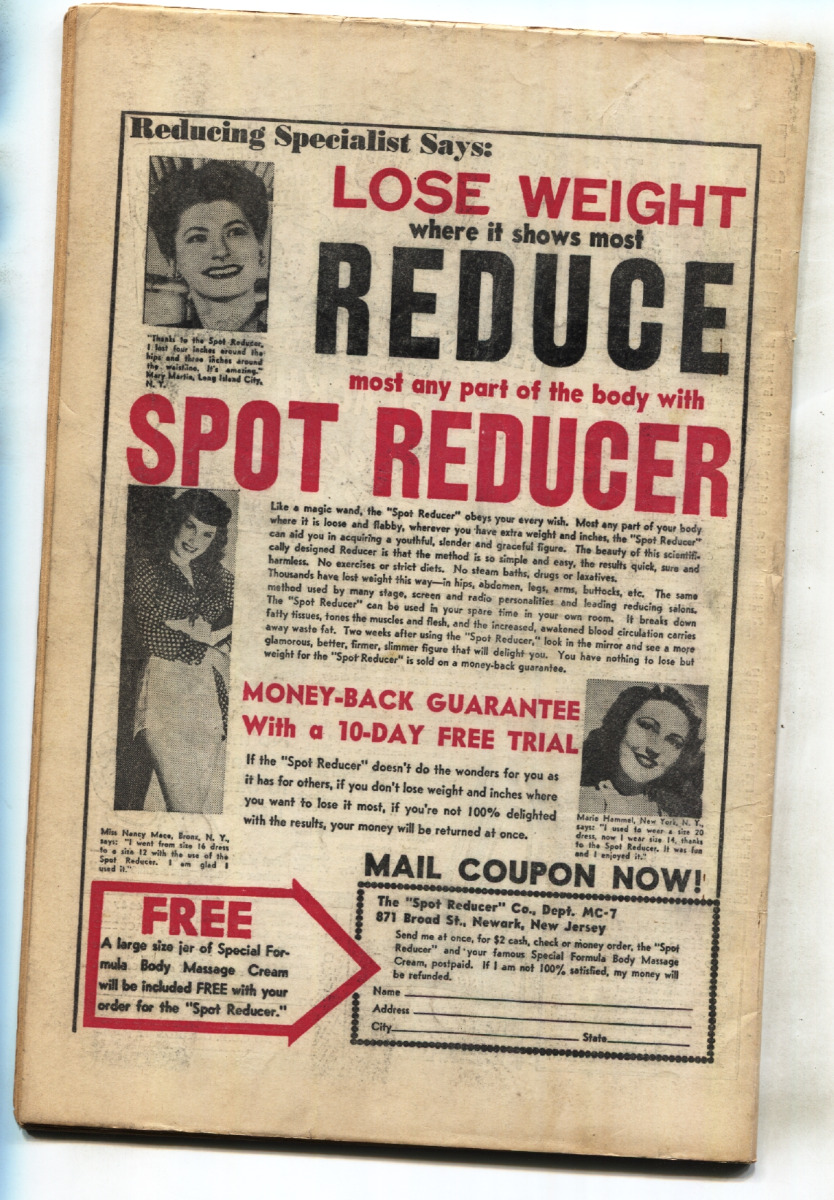 Reducing Specialist Says:
LOSE WEIGHT
where it shows most
REDUCE
most any part of the body with
SPOT REDUCER
"Thanks to the Spot Reducer,
I lost four inches around the
hips and three inches around
the waistline. It's amazing."
Mary Martin, Long Island City,
N. Y.
Like a magic wand, the "Spot Reducer" obeys your every wish. Most any part of your body
where it is loose and flabby, wherever you have extra weight and inches, the "Spot Reducer"
can aid you in acquiring a youthful, slender and graceful figure. The beauty of this scientifi-
cally designed Reducer is that the method is so simple and easy, the results quick, sure and
harmless. No exercises or strict diets. No steam baths, drugs or laxatives.
Thousands have lost weight this way—in hips, abdomen, legs, arms, buttocks, etc. The same
method used by many stage, screen and radio personalities and leading reducing salons.
The "Spot Reducer" can be used in your spare time in your own room. It breaks down
fatty tissues, tones the muscles and flesh, and the increased, awakened blood circulation carries
away waste fat. Two weeks after using the "Spot Reducer," look in the mirror and see a more
glamorous, better, firmer, slimmer figure that will delight you. You have nothing to lose but
weight for the "Spot Reducer" is sold on a money-back guarantee.
MONEY-BACK GUARANTEE
With a 10-DAY FREE TRIAL
If the "Spot Reducer" doesn't do the wonders for you as
it has for others, if you don't lose weight and inches where
you want to lose it most, if you're not 100% delighted
with the results, your money will be returned at once.
Miss Nancy Mace, Bronx, N. Y.,
says: "I went from size 16 dress
to a size 12 with the use of the
Spot Reducer. I am glad I
used it."
Marie Hammel, New York, N. Y.,
says: "I used to wear a size 20
dress, now I wear size 14, thanks
to the Spot Reducer. It was fun
and I enjoyed it."
MAIL COUPON NOW!
FREE
A large size jar of Special For-
mula Body Massage Cream
will be included FREE with your
order for the "Spot Reducer."
The "Spot Reducer" Co., Dept. MC-7
871 Broad St., Newark, New Jersey
Send me at once, for $2 cash, check or money order, the "Spot
Reducer" and your famous Special Formula Body Massage
Cream, postpaid. If I am not 100% satisfied, my money will
be refunded.
Name
Address
City State